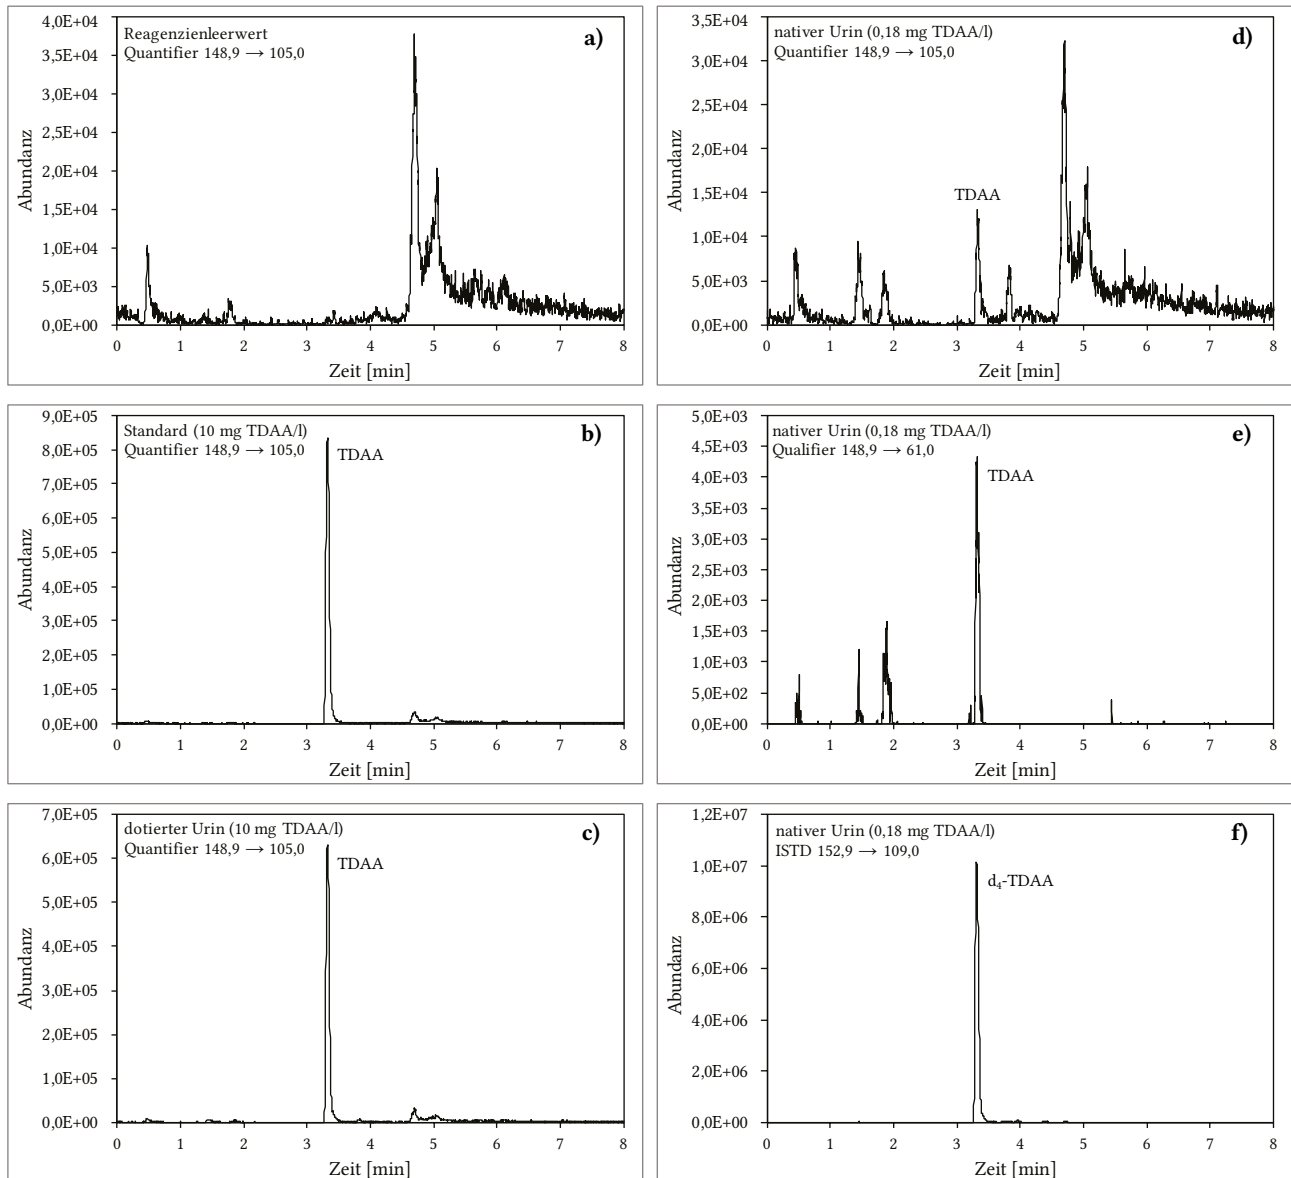 4,0E+04
3,5E+04
3,0E+04
2,5E+04
2,0E+04
1,5E+04
1,0E+04
5,0E+03
0,0E+00
Abundanz
Reagenzienleerwert
Quantifier 148,9 → 105,0
a)
0 1 2 3 4 5 6 7 8
Zeit [min]
3,5E+04
3,0E+04
2,5E+04
2,0E+04
1,5E+04
1,0E+04
5,0E+03
0,0E+00
Abundanz
nativer Urin (0,18 mg TDAA/l)
Quantifier 148,9 → 105,0
d)
TDAA
0 1 2 3 4 5 6 7 8
Zeit [min]
9,0E+05
8,0E+05
7,0E+05
6,0E+05
5,0E+05
4,0E+05
3,0E+05
2,0E+05
1,0E+05
0,0E+00
Abundanz
Standard (10 mg TDAA/l)
Quantifier 148,9 → 105,0
b)
TDAA
0 1 2 3 4 5 6 7 8
Zeit [min]
5,0E+03
4,5E+03
4,0E+03
3,5E+03
3,0E+03
2,5E+03
2,0E+03
1,5E+03
1,0E+03
5,0E+02
0,0E+00
Abundanz
nativer Urin (0,18 mg TDAA/l)
Qualifier 148,9 → 61,0
e)
TDAA
0 1 2 3 4 5 6 7 8
Zeit [min]
7,0E+05
6,0E+05
5,0E+05
4,0E+05
3,0E+05
2,0E+05
1,0E+05
0,0E+00
Abundanz
dotierter Urin (10 mg TDAA/l)
Quantifier 148,9 → 105,0
c)
TDAA
0 1 2 3 4 5 6 7 8
Zeit [min]
1,2E+07
1,0E+07
8,0E+06
6,0E+06
4,0E+06
2,0E+06
0,0E+00
Abundanz
nativer Urin (0,18 mg TDAA/l)
ISTD 152,9 → 109,0
f)
d₄-TDAA
0 1 2 3 4 5 6 7 8
Zeit [min]